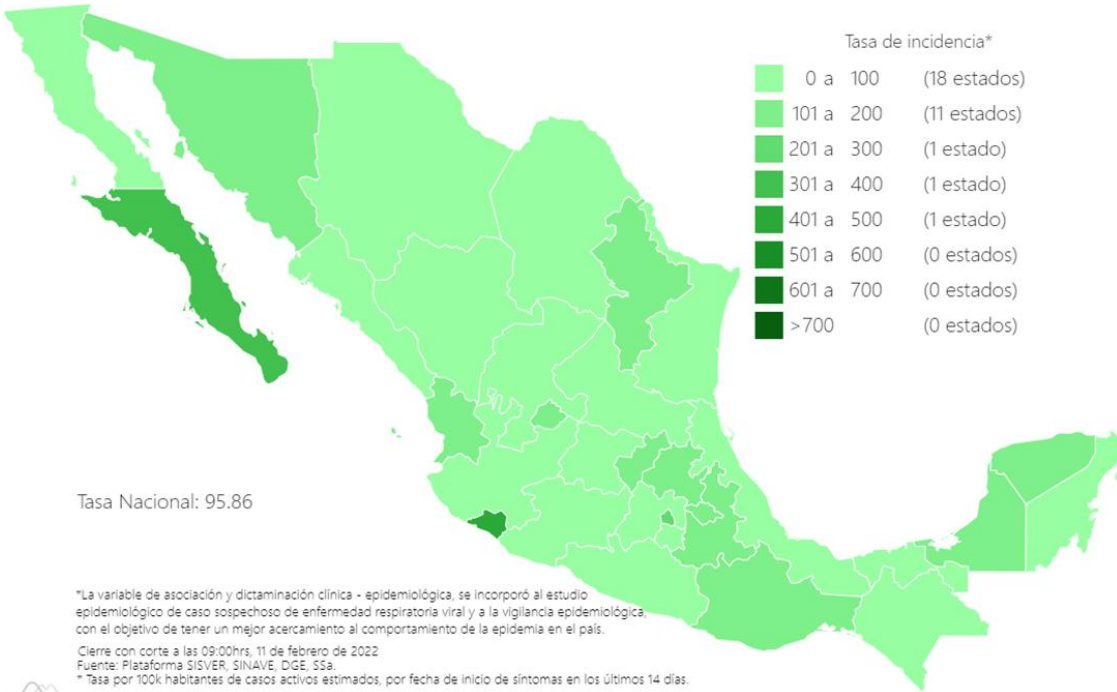 Tasa de incidencia*
0 a 100 (18 estados)
101 a 200 (11 estados)
201 a 300 (1 estado)
301 a 400 (1 estado)
401 a 500 (1 estado)
501 a 600 (0 estados)
601 a 700 (0 estados)
>700 (0 estados)
Tasa Nacional: 95.86
*La variable de asociación y dictaminación clínica - epidemiológica, se incorporó al estudio
epidemiológico de caso sospechoso de enfermedad respiratoria viral y a la vigilancia epidemiológica,
con el objetivo de tener un mejor acercamiento al comportamiento de la epidemia en el país.
Cierre con corte a las 09:00hrs, 11 de febrero de 2022
Fuente: Plataforma SISVER, SINAVE, DGE, SSa.
* Tasa por 100k habitantes de casos activos estimados, por fecha de inicio de síntomas en los últimos 14 días.